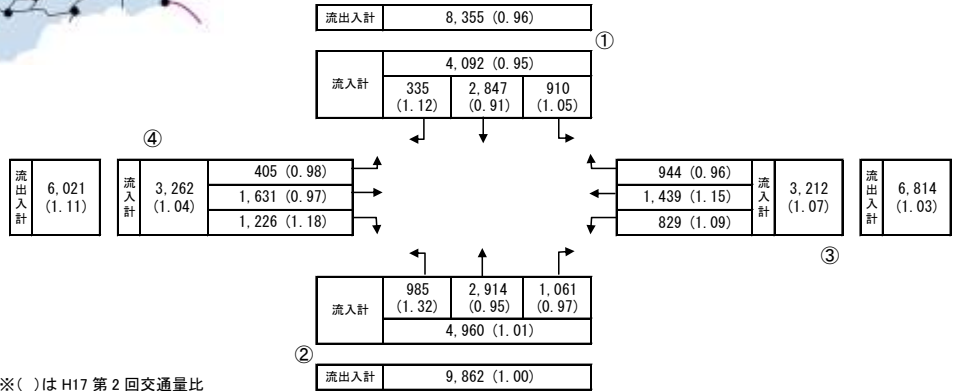 流出入計 8,355 (0.96)
①
流入計 4,092 (0.95)
335 2,847 910
(1.12) (0.91) (1.05)
④
流出入計 6,021 (1.11)
流入計 3,262 (1.04)
405 (0.98)
1,631 (0.97)
1,226 (1.18)
944 (0.96)
1,439 (1.15)
829 (1.09)
流入計 3,212 (1.07)
流出入計 6,814 (1.03)
③
流入計
985 2,914 1,061
(1.32) (0.95) (0.97)
4,960 (1.01)
②
流出入計 9,862 (1.00)
※( )は H17 第2回交通量比